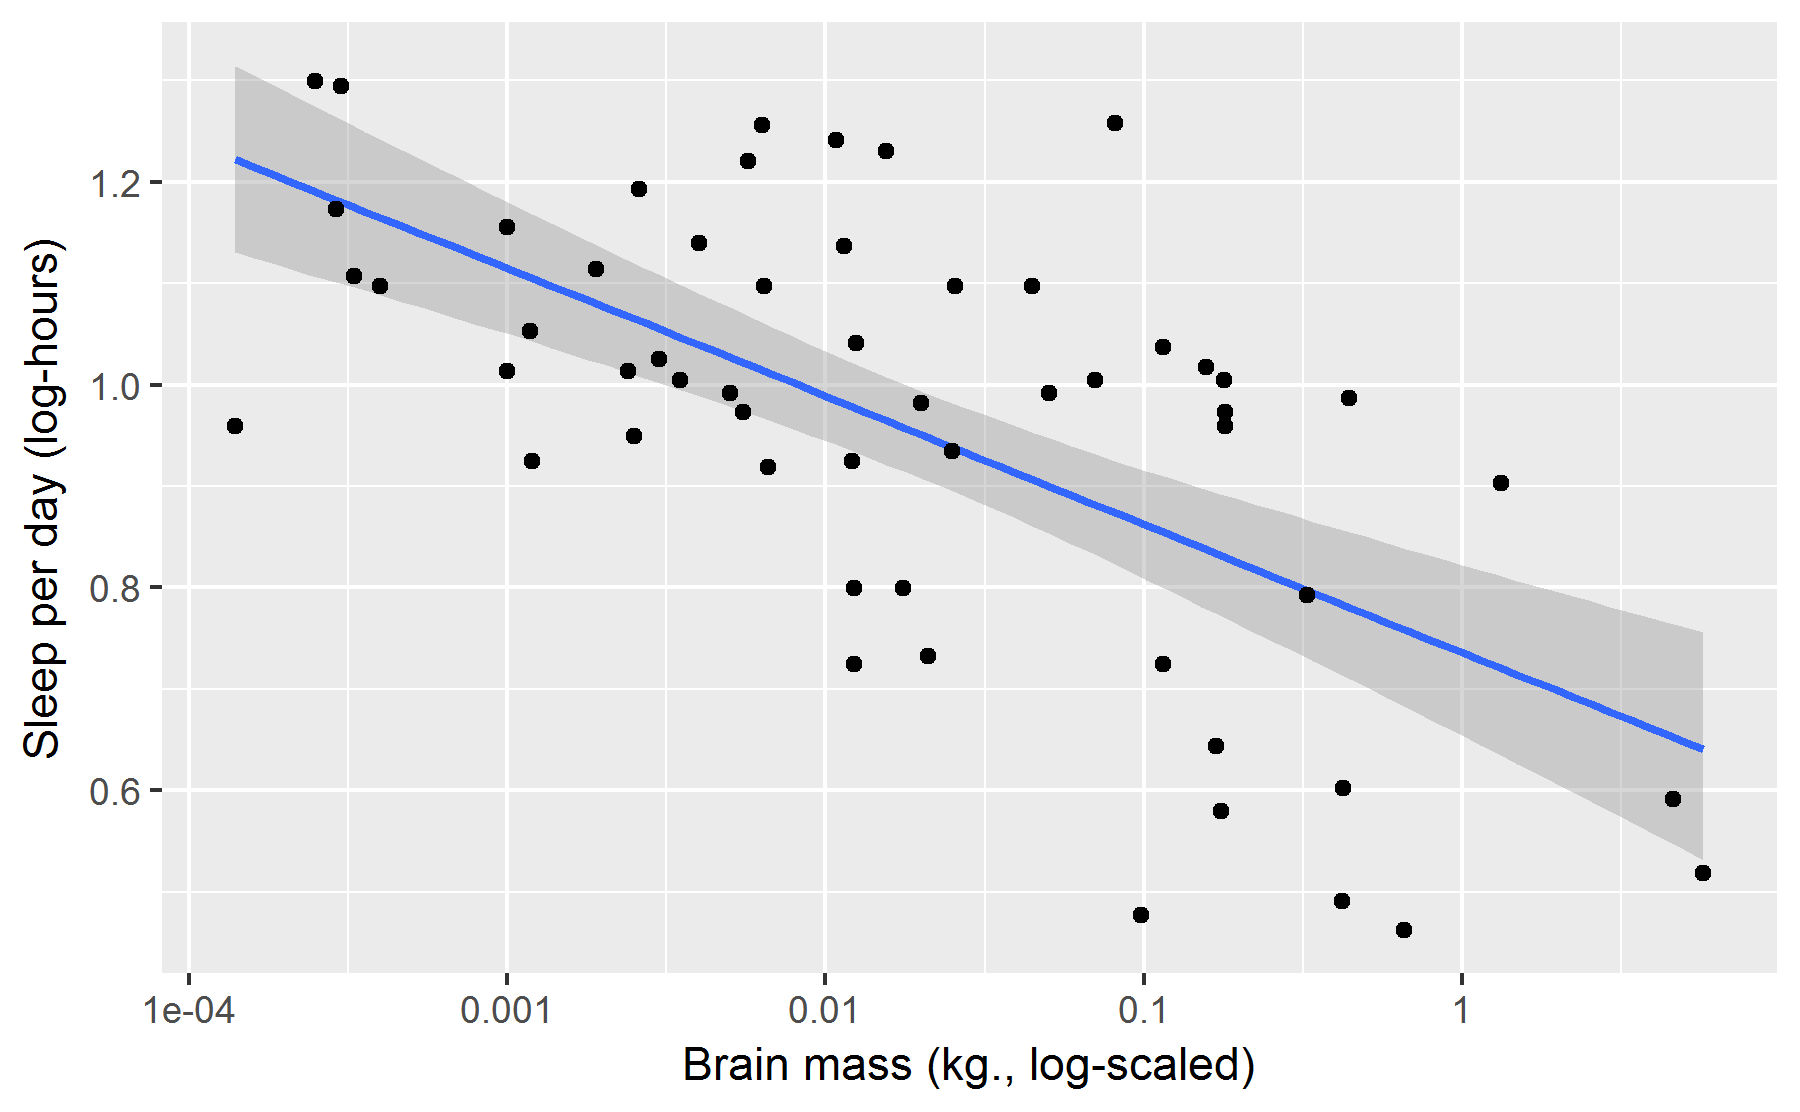 Sleep per day (log-hours)
1.2
1.0
0.8
0.6
1e-04 0.001 0.01 0.1 1
Brain mass (kg., log-scaled)